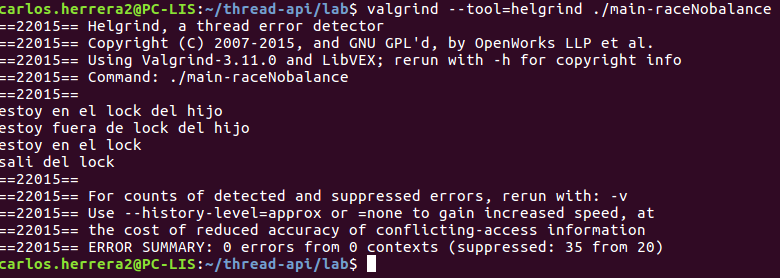 carlos.herrera2@PC-LIS:~/thread-api/lab$ valgrind --tool=helgrind ./main-raceNobalance
==22015== Helgrind, a thread error detector
==22015== Copyright (C) 2007-2015, and GNU GPL'd, by OpenWorks LLP et al.
==22015== Using Valgrind-3.11.0 and LibVEX; rerun with -h for copyright info
==22015== Command: ./main-raceNobalance
==22015==
estoy en el lock del hijo
estoy fuera de lock del hijo
estoy en el lock
sali del lock
==22015==
==22015== For counts of detected and suppressed errors, rerun with: -v
==22015== Use --history-level=approx or =none to gain increased speed, at
==22015== the cost of reduced accuracy of conflicting-access information
==22015== ERROR SUMMARY: 0 errors from 0 contexts (suppressed: 35 from 20)
carlos.herrera2@PC-LIS:~/thread-api/lab$